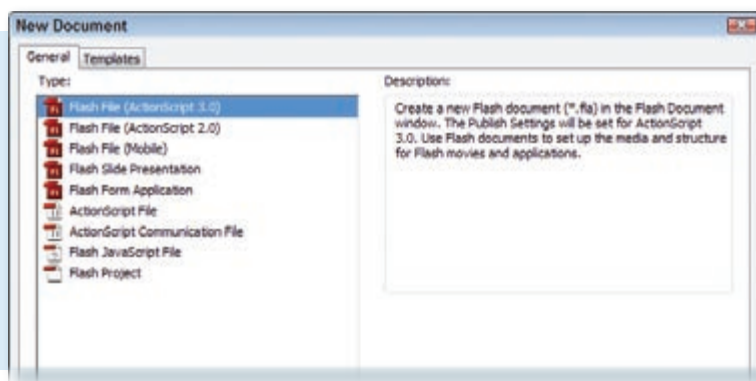 New Document
General Templates
Type:
Flash File (ActionScript 3.0)
Flash File (ActionScript 2.0)
Flash File (Mobile)
Flash Slide Presentation
Flash Form Application
ActionScript File
ActionScript Communication File
Flash JavaScript File
Flash Project
Description:
Create a new Flash document (*.fla) in the Flash Document
window. The Publish Settings will be set for ActionScript
3.0. Use Flash documents to set up the media and structure
for Flash movies and applications.